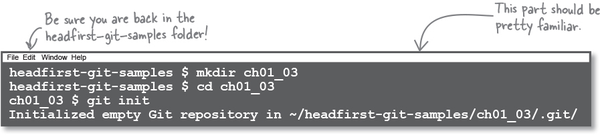 Be sure you are back in the
headfirst-git-samples folder!
This part should be
pretty familiar.
File Edit Window Help
headfirst-git-samples $ mkdir ch01_03
headfirst-git-samples $ cd ch01_03
ch01_03 $ git init
Initialized empty Git repository in ~/headfirst-git-samples/ch01_03/.git/